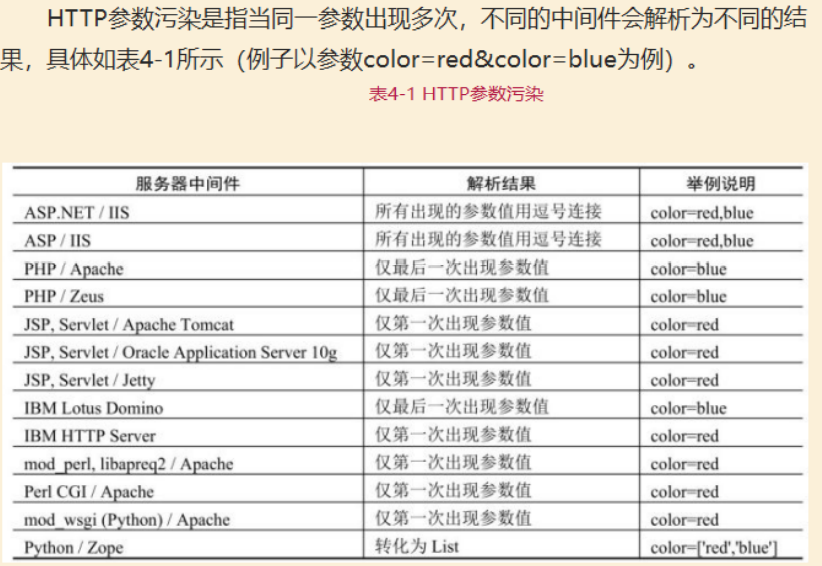 HTTP参数污染是指当同一参数出现多次，不同的中间件会解析为不同的结
果，具体如表4-1所示（例子以参数color=red&color=blue为例）。
表4-1 HTTP参数污染
服务器中间件 解析结果 举例说明
ASP.NET / IIS 所有出现的参数值用逗号连接 color=red,blue
ASP / IIS 所有出现的参数值用逗号连接 color=red,blue
PHP / Apache 仅最后一次出现参数值 color=blue
PHP / Zeus 仅最后一次出现参数值 color=blue
JSP, Servlet / Apache Tomcat 仅第一次出现参数值 color=red
JSP, Servlet / Oracle Application Server 10g 仅第一次出现参数值 color=red
JSP, Servlet / Jetty 仅第一次出现参数值 color=red
IBM Lotus Domino 仅最后一次出现参数值 color=blue
IBM HTTP Server 仅第一次出现参数值 color=red
mod_perl, libapreq2 / Apache 仅第一次出现参数值 color=red
Perl CGI / Apache 仅第一次出现参数值 color=red
mod_wsgi (Python) / Apache 仅第一次出现参数值 color=red
Python / Zope 转化为 List color=['red','blue']